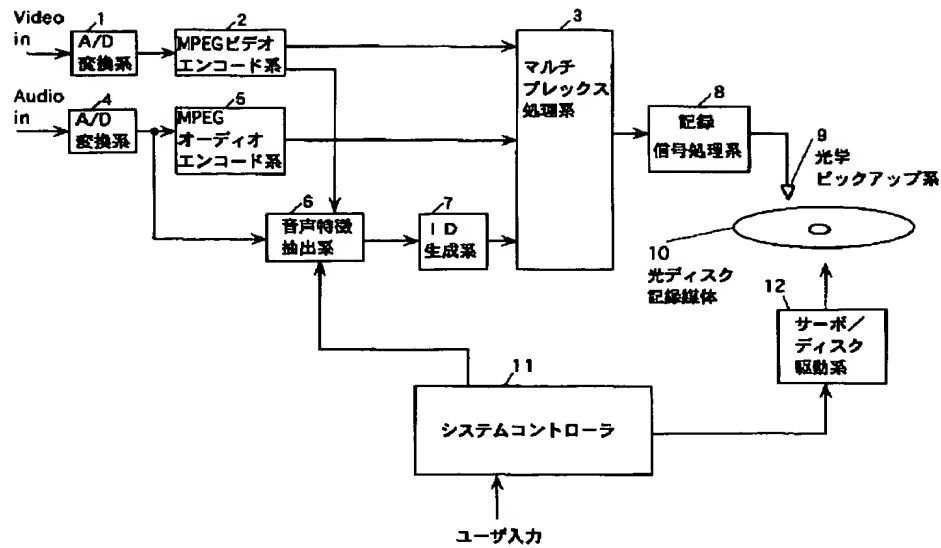 Video
in
1
A/D
変換系
2
MPEGビデオ
エンコード系
3
マルチ
プレックス
処理系
Audio
in
4
A/D
変換系
5
MPEG
オーディオ
エンコード系
6
音声特徴
抽出系
7
ID
生成系
8
記録
信号処理系
9
光学
ピックアップ系
10
光ディスク
記録媒体
12
サーボ/
ディスク
駆動系
11
システムコントローラ
ユーザ入力